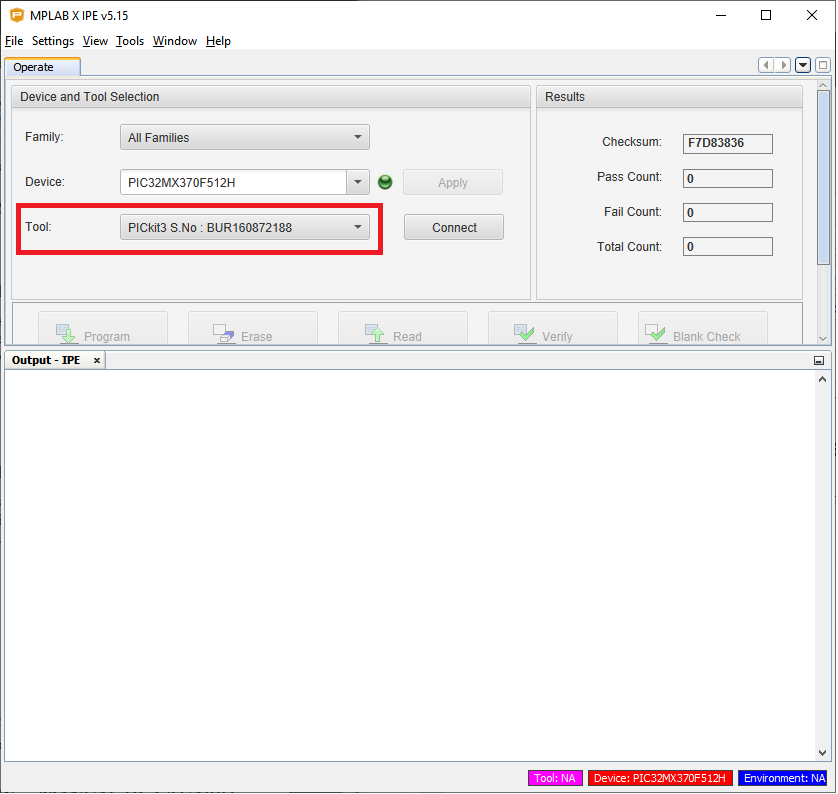 MPLAB X IPE v5.15
File Settings View Tools Window Help
Operate
Device and Tool Selection
Family: All Families
Device: PIC32MX370F512H Apply
Tool: PICkit3 S.No : BUR160872188 Connect
Results
Checksum: F7D83836
Pass Count: 0
Fail Count: 0
Total Count: 0
Program Erase Read Verify Blank Check
Output - IPE ×
Tool: NA Device: PIC32MX370F512H Environment: NA